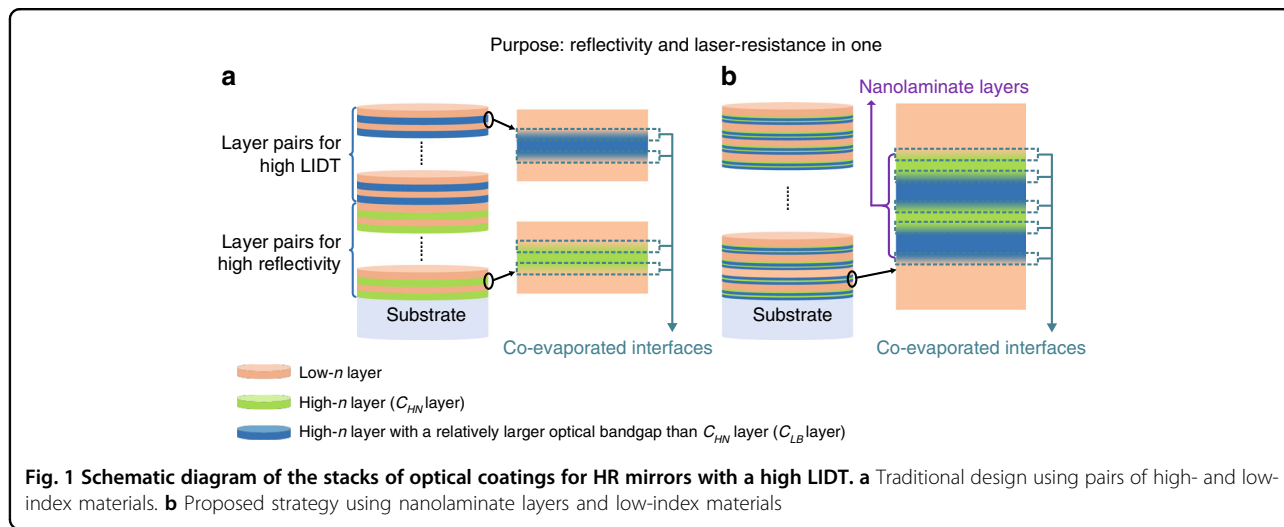 Purpose: reflectivity and laser-resistance in one
a
b
Nanolaminate layers
Layer pairs for
high LIDT
Layer pairs for
high reflectivity
Substrate
Substrate
Co-evaporated interfaces
Co-evaporated interfaces
Low-n layer
High-n layer (C_HN layer)
High-n layer with a relatively larger optical bandgap than C_HN layer (C_LB layer)
Fig. 1 Schematic diagram of the stacks of optical coatings for HR mirrors with a high LIDT. a Traditional design using pairs of high- and low-
index materials. b Proposed strategy using nanolaminate layers and low-index materials